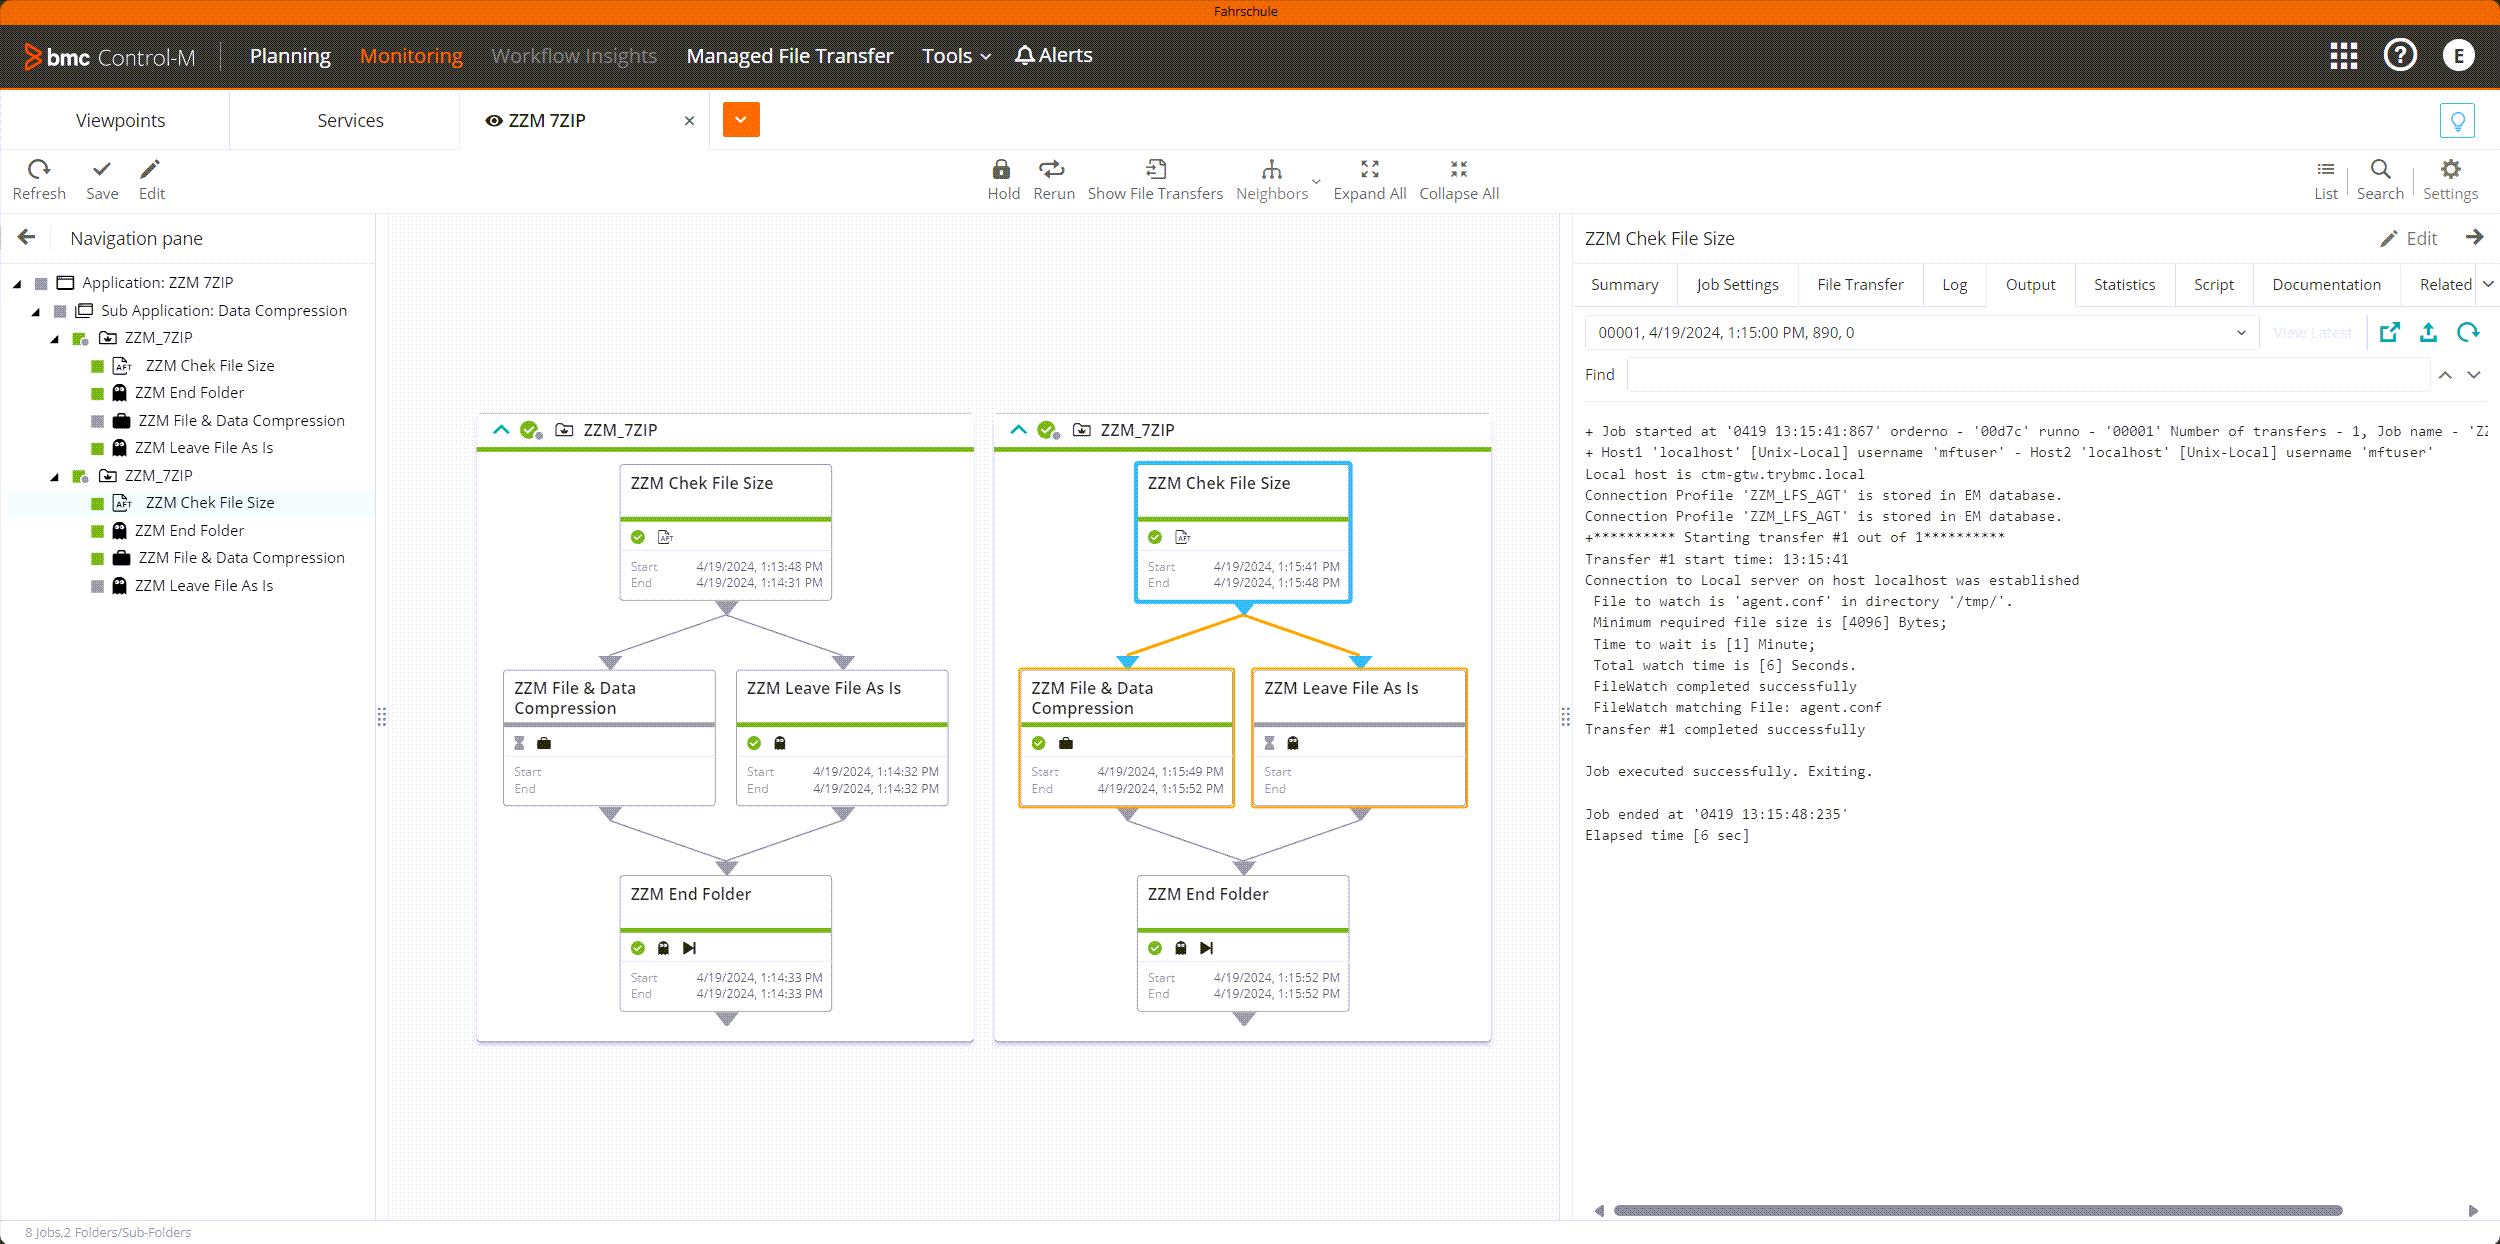 Fahrschule
bmc Control-M
Planning
Monitoring
Workflow Insights
Managed File Transfer
Tools
Alerts
E
Viewpoints
Services
ZZM 7ZIP
Refresh
Save
Edit
Hold
Rerun
Show File Transfers
Neighbors
Expand All
Collapse All
List
Search
Settings
Navigation pane
Application: ZZM 7ZIP
Sub Application: Data Compression
ZZM_7ZIP
ZZM Chek File Size
ZZM End Folder
ZZM File & Data Compression
ZZM Leave File As Is
ZZM_7ZIP
ZZM Chek File Size
ZZM End Folder
ZZM File & Data Compression
ZZM Leave File As Is
ZZM_7ZIP
ZZM Chek File Size
AFT
Start 4/19/2024, 1:13:48 PM
End 4/19/2024, 1:14:31 PM
ZZM File & Data
Compression
Start
End
ZZM Leave File As Is
Start 4/19/2024, 1:14:32 PM
End 4/19/2024, 1:14:32 PM
ZZM End Folder
Start 4/19/2024, 1:14:33 PM
End 4/19/2024, 1:14:33 PM
ZZM_7ZIP
ZZM Chek File Size
AFT
Start 4/19/2024, 1:15:41 PM
End 4/19/2024, 1:15:48 PM
ZZM File & Data
Compression
Start 4/19/2024, 1:15:49 PM
End 4/19/2024, 1:15:52 PM
ZZM Leave File As Is
Start
End
ZZM End Folder
Start 4/19/2024, 1:15:52 PM
End 4/19/2024, 1:15:52 PM
ZZM Chek File Size
Edit
Summary
Job Settings
File Transfer
Log
Output
Statistics
Script
Documentation
Related
00001, 4/19/2024, 1:15:00 PM, 890, 0
View Latest
Find
+ Job started at '0419 13:15:41:867' orderno - '00d7c' runno - '00001' Number of transfers - 1, Job name - 'ZZ
+ Host1 'localhost' [Unix-Local] username 'mftuser' - Host2 'localhost' [Unix-Local] username 'mftuser'
Local host is ctm-gtw.trybmc.local
Connection Profile 'ZZM_LFS_AGT' is stored in EM database.
Connection Profile 'ZZM_LFS_AGT' is stored in EM database.
+********** Starting transfer #1 out of 1**********
Transfer #1 start time: 13:15:41
Connection to Local server on host localhost was established
File to watch is 'agent.conf' in directory '/tmp/'.
Minimum required file size is [4096] Bytes;
Time to wait is [1] Minute;
Total watch time is [6] Seconds.
FileWatch completed successfully
FileWatch matching File: agent.conf
Transfer #1 completed successfully
Job executed successfully. Exiting.
Job ended at '0419 13:15:48:235'
Elapsed time [6 sec]
8 Jobs,2 Folders/Sub-Folders